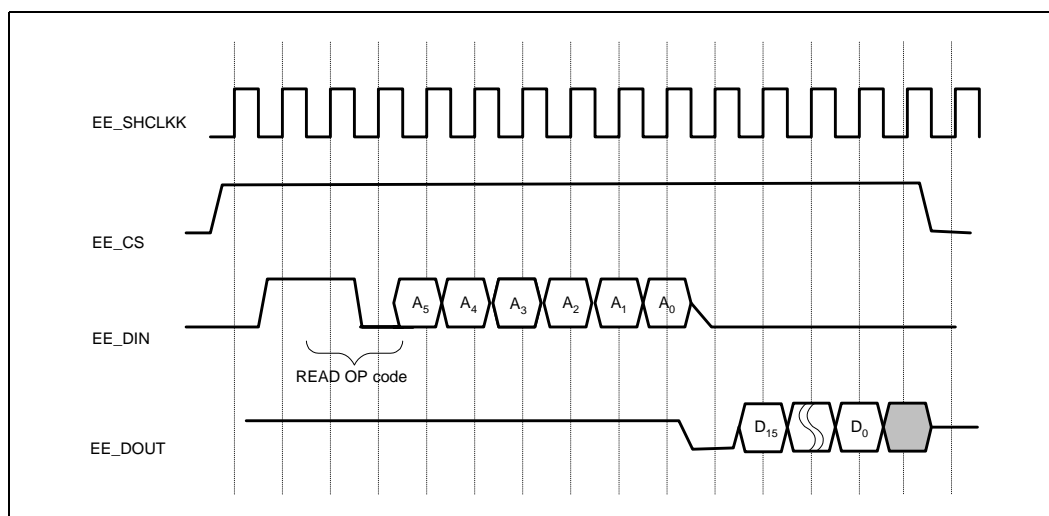 EE_SHCLKK
EE_CS
EE_DIN
A5 A4 A3 A2 A1 A0
READ OP code
EE_DOUT
D15 D0